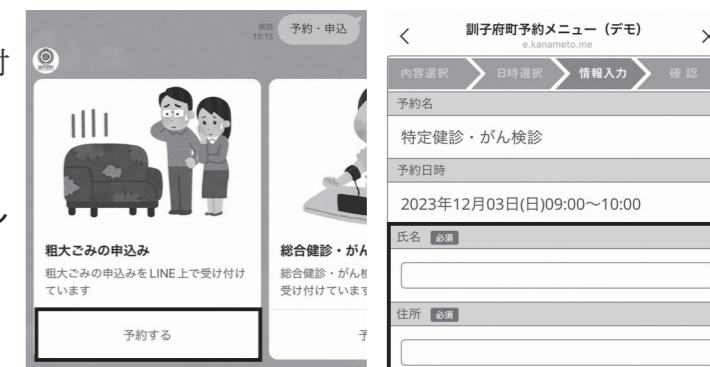 既読
13:13
予約・申込
粗大ごみの申込み
粗大ごみの申込みをLINE上で受け付け
ています
予約する
総合健診・がん
総合健診・がん検
受け付けています
予
訓子府町予約メニュー（デモ）
e.kanameto.me
内容選択
日時選択
情報入力
確 認
予約名
特定健診・がん検診
予約日時
2023年12月03日(日)09:00〜10:00
氏名 必須
住所 必須